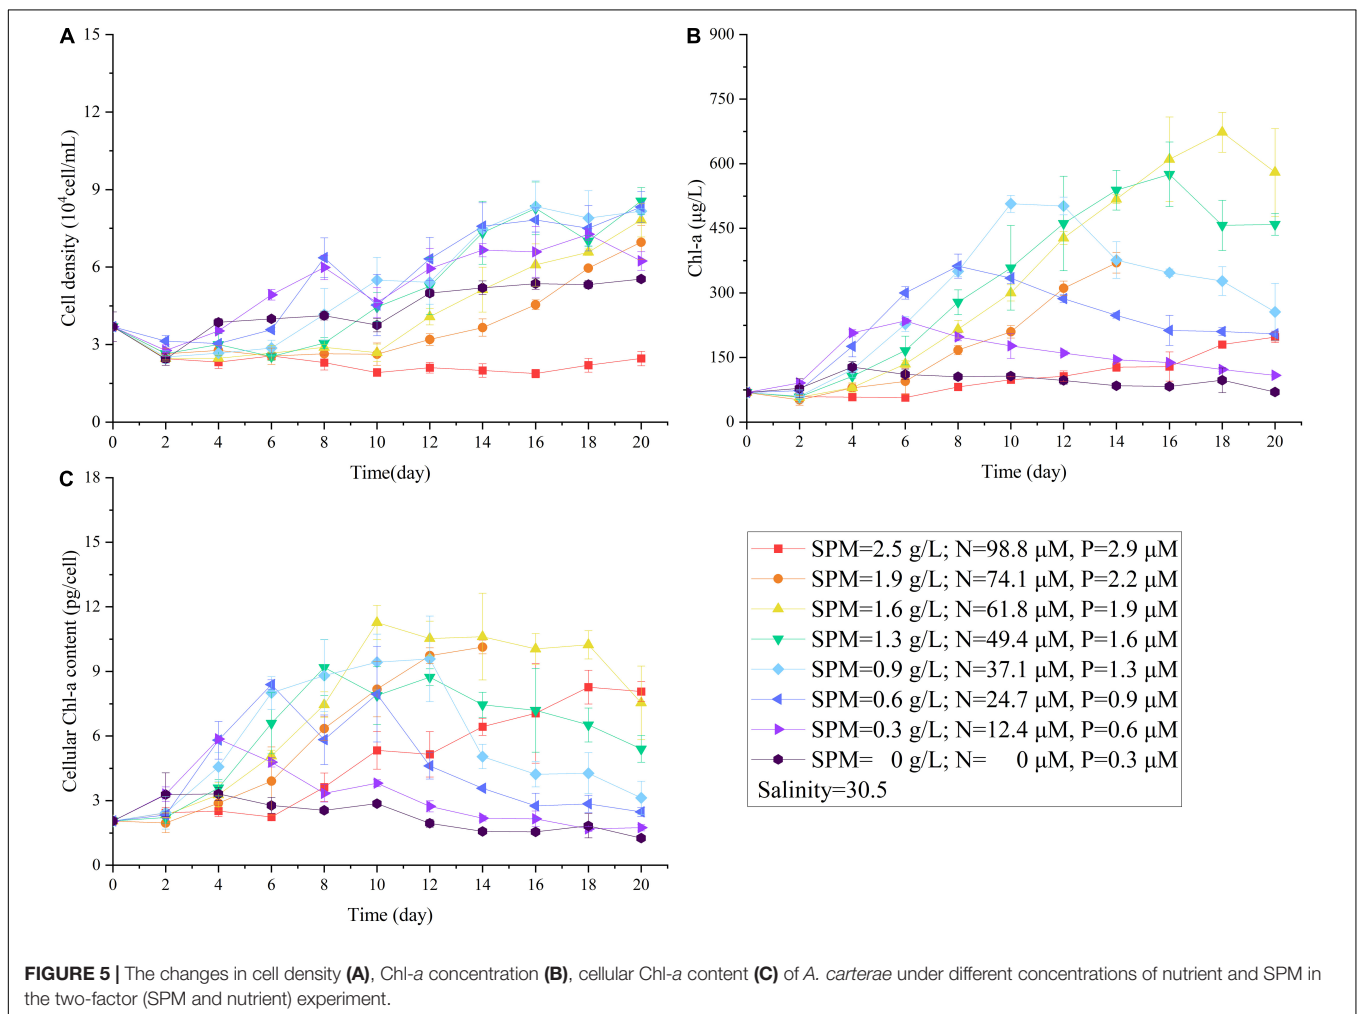 A
15
12
9
6
3
0
Cell density (10⁴cell/mL)
0 2 4 6 8 10 12 14 16 18 20
Time(day)
B
900
750
600
450
300
150
0
Chl-a (μg/L)
0 2 4 6 8 10 12 14 16 18 20
Time (day)
C
18
15
12
9
6
3
0
Cellular Chl-a content (pg/cell)
0 2 4 6 8 10 12 14 16 18 20
Time (day)
SPM=2.5 g/L; N=98.8 μM, P=2.9 μM
SPM=1.9 g/L; N=74.1 μM, P=2.2 μM
SPM=1.6 g/L; N=61.8 μM, P=1.9 μM
SPM=1.3 g/L; N=49.4 μM, P=1.6 μM
SPM=0.9 g/L; N=37.1 μM, P=1.3 μM
SPM=0.6 g/L; N=24.7 μM, P=0.9 μM
SPM=0.3 g/L; N=12.4 μM, P=0.6 μM
SPM= 0 g/L; N= 0 μM, P=0.3 μM
Salinity=30.5
FIGURE 5 | The changes in cell density (A), Chl-a concentration (B), cellular Chl-a content (C) of A. carterae under different concentrations of nutrient and SPM in
the two-factor (SPM and nutrient) experiment.